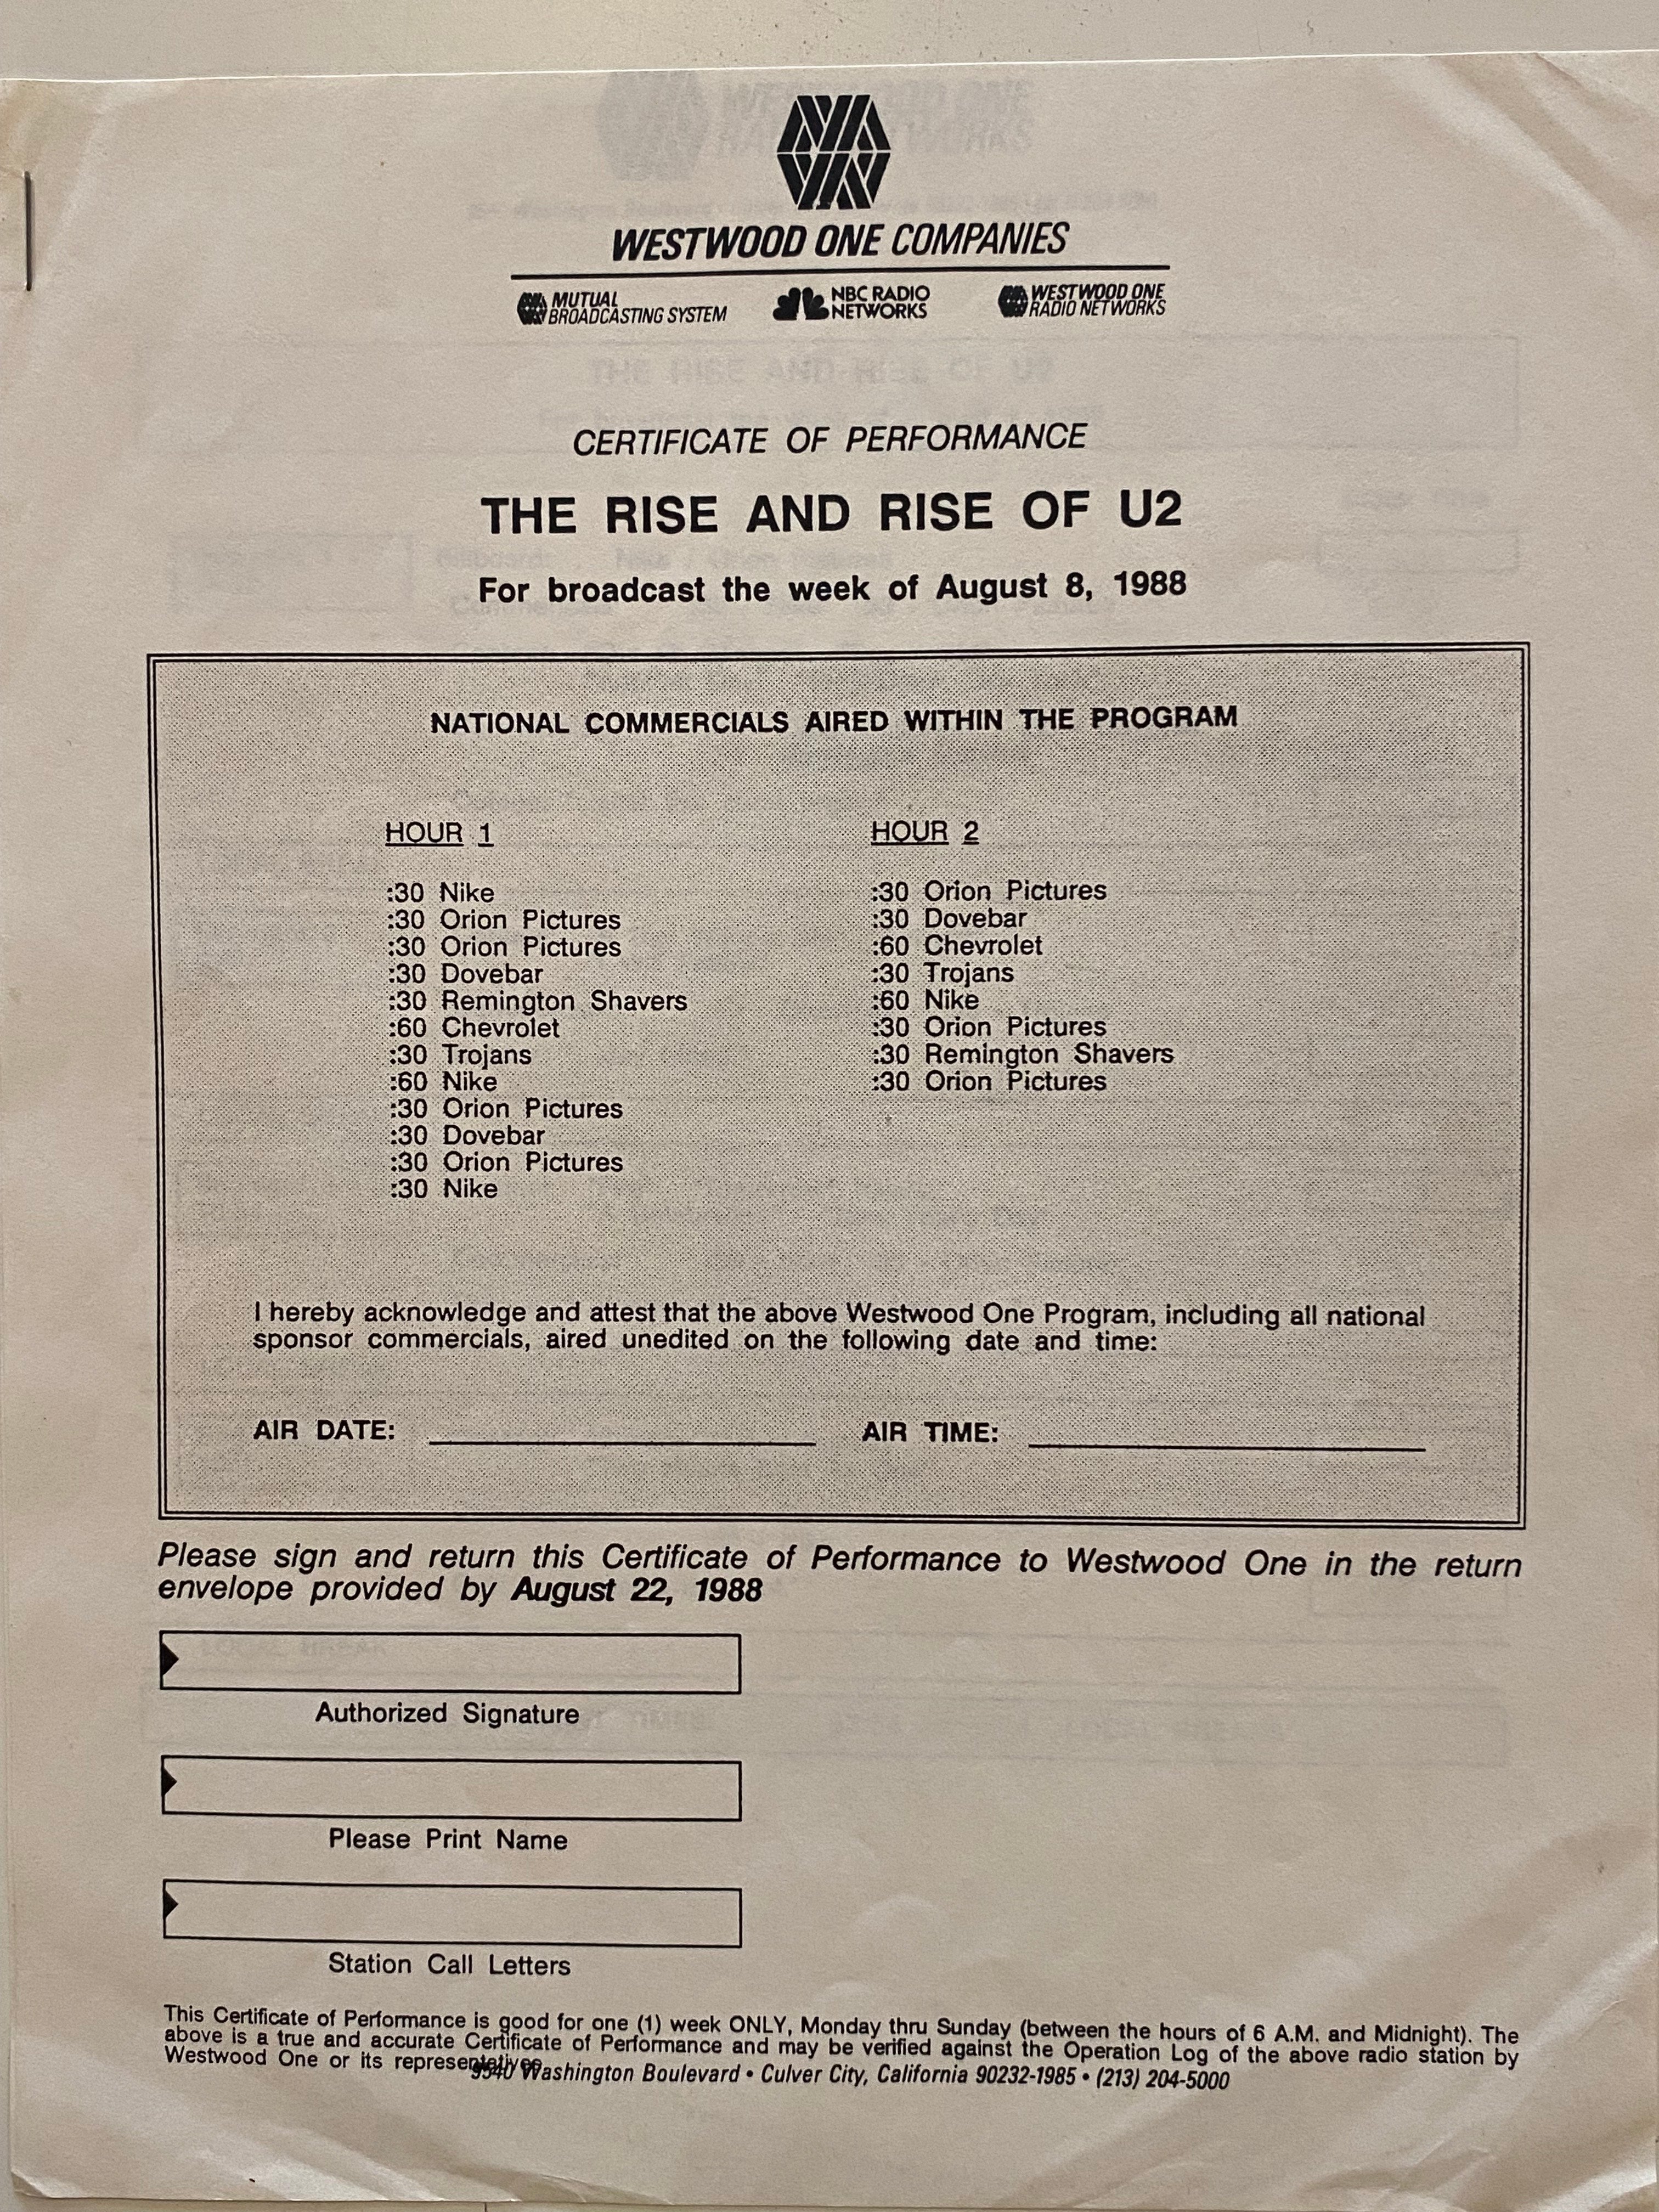 WESTWOOD ONE COMPANIES
MUTUAL BROADCASTING SYSTEM
NBC RADIO NETWORKS
WESTWOOD ONE RADIO NETWORKS
CERTIFICATE OF PERFORMANCE
THE RISE AND RISE OF U2
For broadcast the week of August 8, 1988
NATIONAL COMMERCIALS AIRED WITHIN THE PROGRAM
HOUR 1
:30 Nike
:30 Orion Pictures
:30 Orion Pictures
:30 Dovebar
:30 Remington Shavers
:60 Chevrolet
:30 Trojans
:60 Nike
:30 Orion Pictures
:30 Dovebar
:30 Orion Pictures
:30 Nike
HOUR 2
:30 Orion Pictures
:30 Dovebar
:60 Chevrolet
:30 Trojans
:60 Nike
:30 Orion Pictures
:30 Remington Shavers
:30 Orion Pictures
I hereby acknowledge and attest that the above Westwood One Program, including all national
sponsor commercials, aired unedited on the following date and time:
AIR DATE: AIR TIME:
Please sign and return this Certificate of Performance to Westwood One in the return
envelope provided by August 22, 1988
Authorized Signature
Please Print Name
Station Call Letters
This Certificate of Performance is good for one (1) week ONLY, Monday thru Sunday (between the hours of 6 A.M. and Midnight). The
above is a true and accurate Certificate of Performance and may be verified against the Operation Log of the above radio station by
Westwood One or its representative.
9540 Washington Boulevard • Culver City, California 90232-1985 • (213) 204-5000